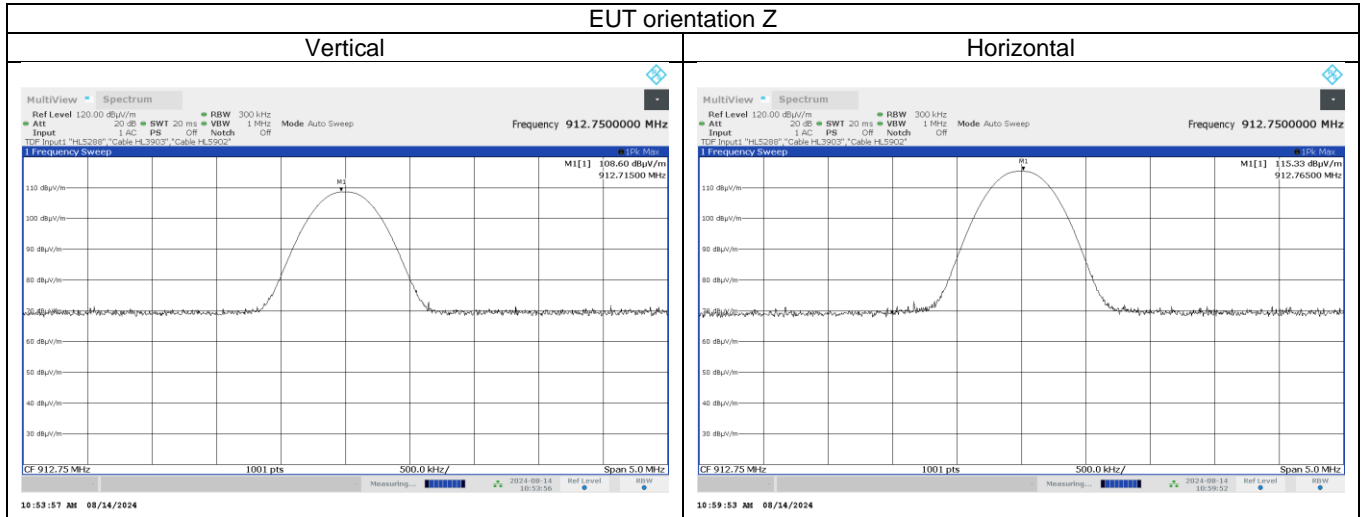 EUT orientation Z
Vertical
Horizontal
MultiView Spectrum
Ref Level 120.00 dBµV/m RBW 300 kHz
Att 20 dB SWT 20 ms VBW 1 MHz Mode Auto Sweep Frequency 912.7500000 MHz
Input 1 AC PS Off Notch Off
TDF Input1 "HL5288","Cable HL3903","Cable HL5902"
1 Frequency Sweep 1Pk Max
M1[1] 108.60 dBµV/m
912.71500 MHz
M1
110 dBµV/m
100 dBµV/m
90 dBµV/m
80 dBµV/m
70 dBµV/m
60 dBµV/m
50 dBµV/m
40 dBµV/m
30 dBµV/m
CF 912.75 MHz 1001 pts 500.0 kHz/ Span 5.0 MHz
Measuring... 2024-08-14 Ref Level RBW
10:53:56
10:53:57 AM 08/14/2024
MultiView Spectrum
Ref Level 120.00 dBµV/m RBW 300 kHz
Att 20 dB SWT 20 ms VBW 1 MHz Mode Auto Sweep Frequency 912.7500000 MHz
Input 1 AC PS Off Notch Off
TDF Input1 "HL5288","Cable HL3903","Cable HL5902"
1 Frequency Sweep 1Pk Max
M1[1] 115.33 dBµV/m
912.76500 MHz
M1
110 dBµV/m
100 dBµV/m
90 dBµV/m
80 dBµV/m
70 dBµV/m
60 dBµV/m
50 dBµV/m
40 dBµV/m
30 dBµV/m
CF 912.75 MHz 1001 pts 500.0 kHz/ Span 5.0 MHz
Measuring... 2024-08-14 Ref Level RBW
10:59:52
10:59:53 AM 08/14/2024